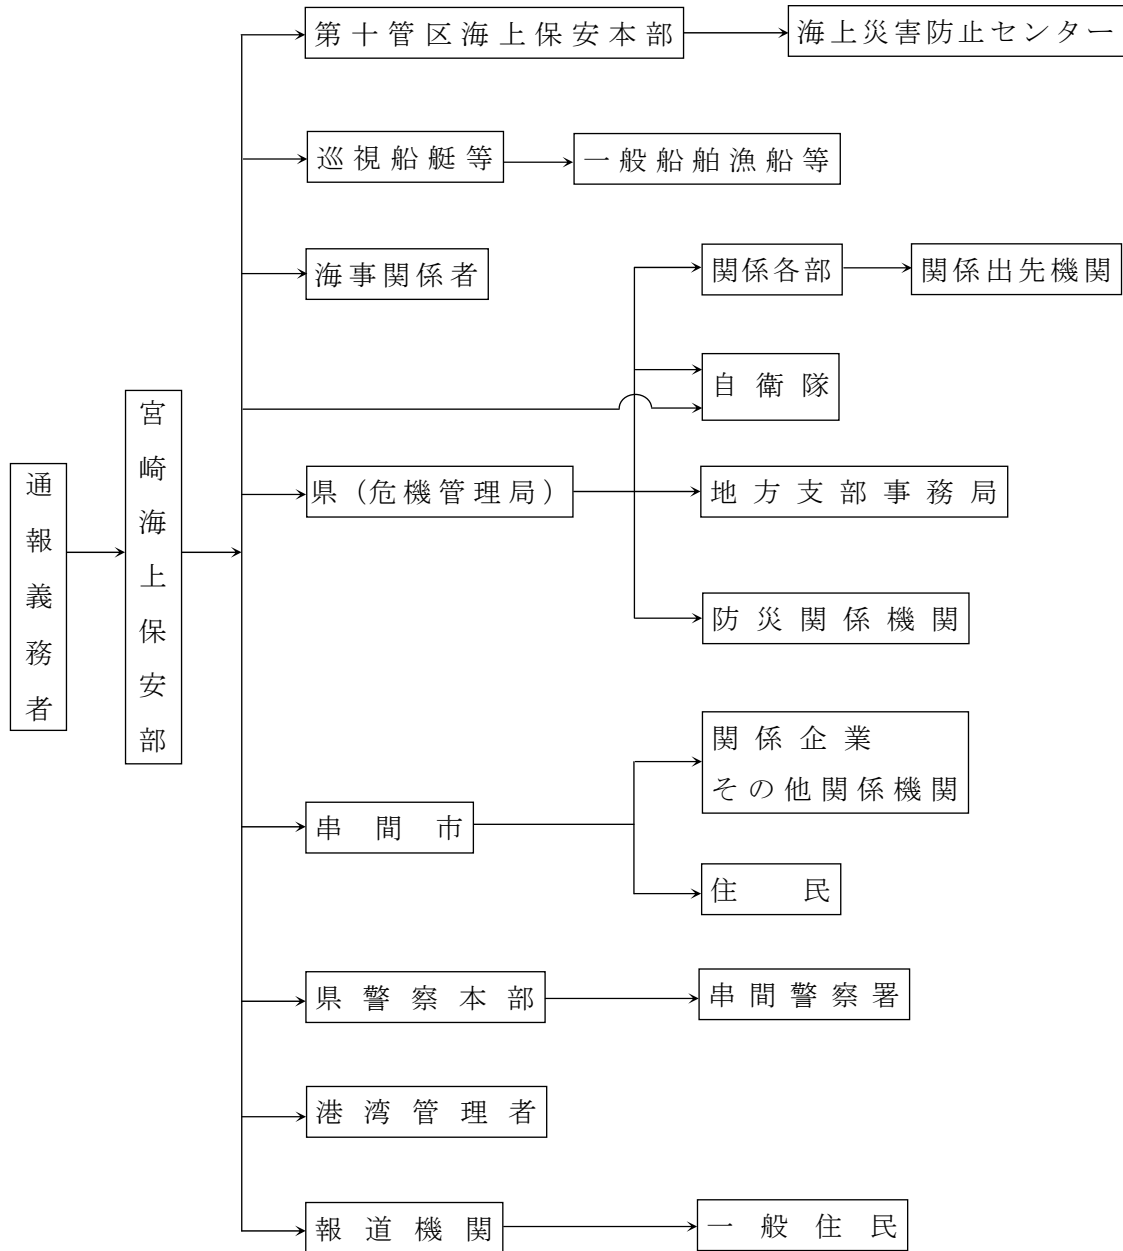 通報義務者
宮崎海上保安部
第十管区海上保安本部
海上災害防止センター
巡視船艇等
一般船舶漁船等
海事関係者
関係各部
関係出先機関
自衛隊
県(危機管理局)
地方支部事務局
防災関係機関
関係企業
その他関係機関
串間市
住民
県警察本部
串間警察署
港湾管理者
報道機関
一般住民